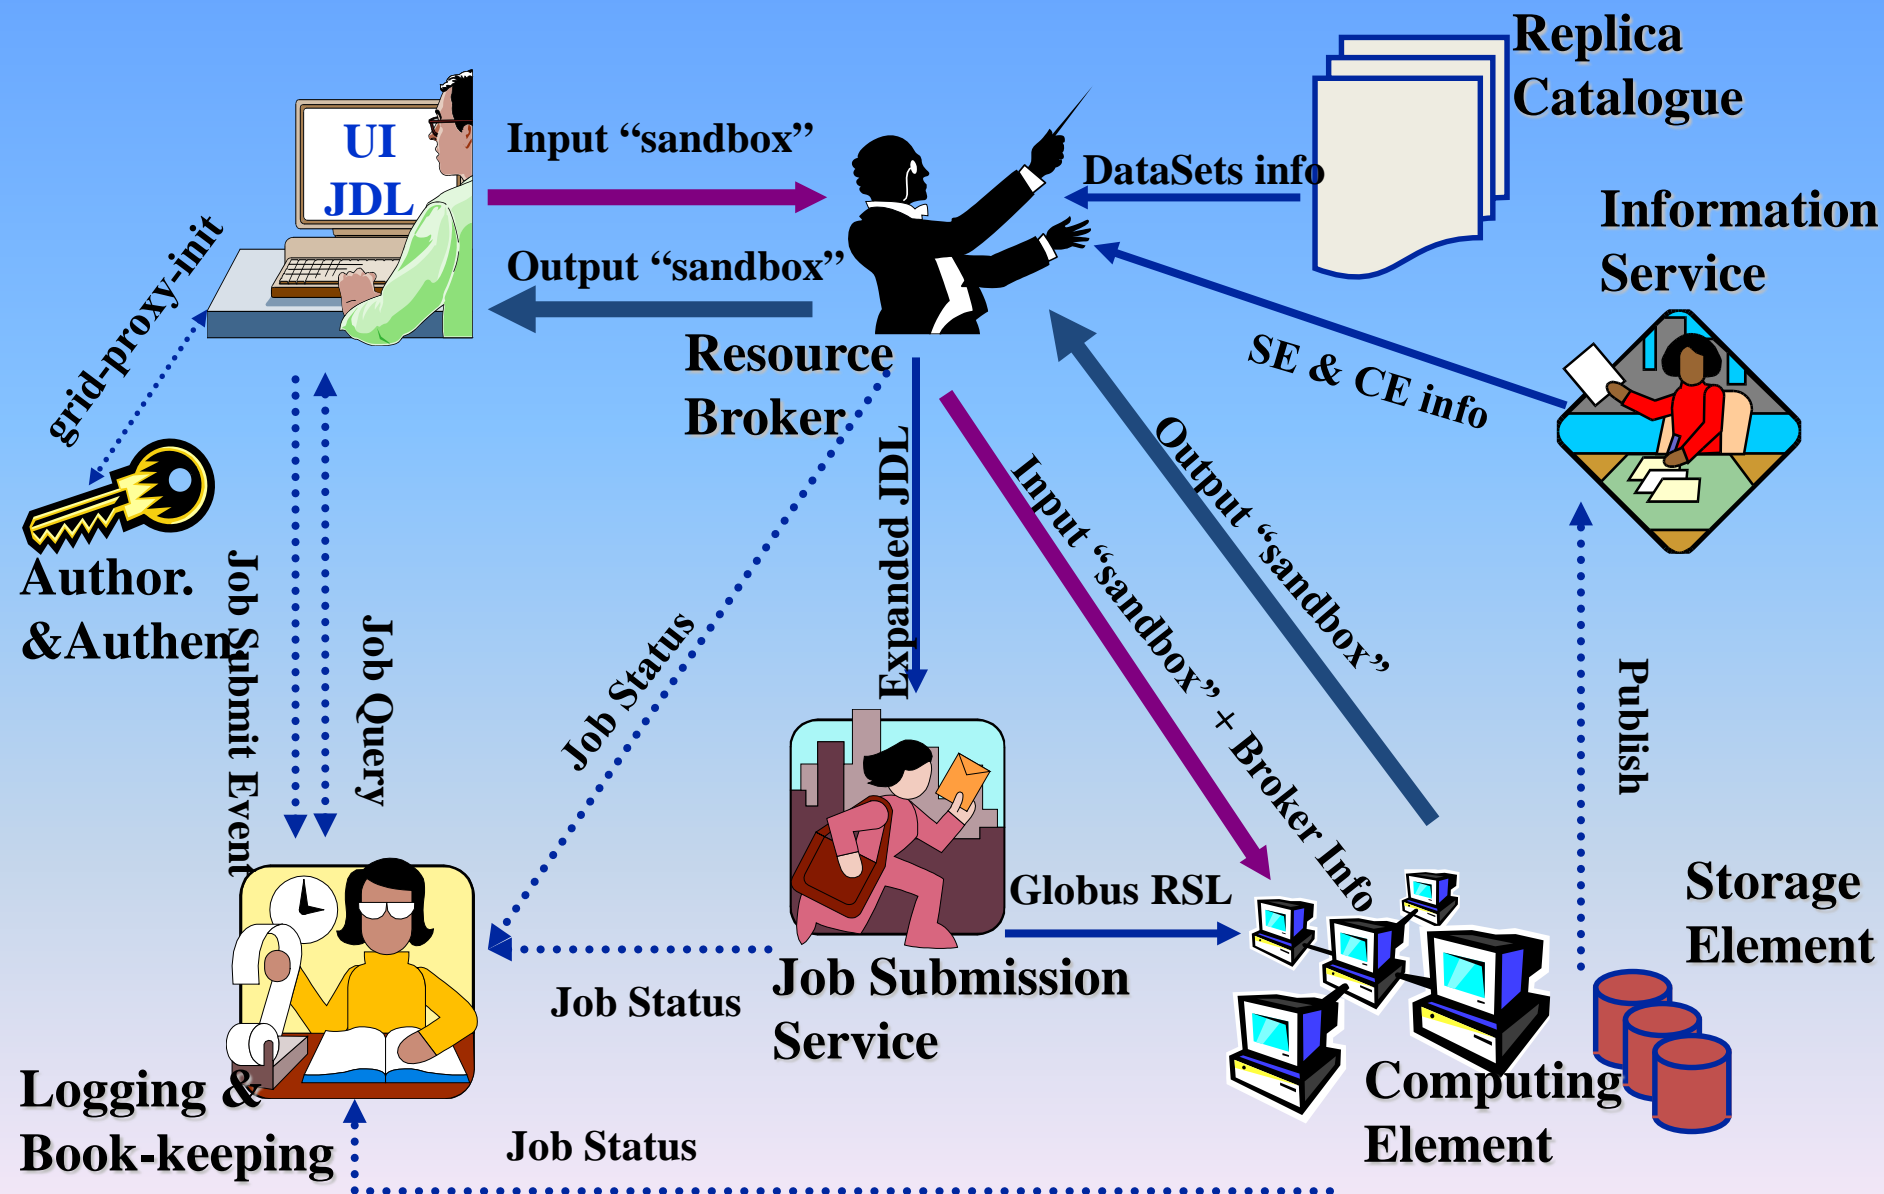 Replica
Catalogue
UI
JDL
Input “sandbox”
DataSets info
Information
Service
grid-proxy-init
Output “sandbox”
Resource
Broker
SE & CE info
Expanded JDL
Input “sandbox” + Broker Info
Output “sandbox”
Author.
&Authen.
Job Submit Event
Job Query
Job Status
Publish
Globus RSL
Storage
Element
Job Status
Job Submission
Service
Computing
Element
Logging &
Book-keeping
Job Status